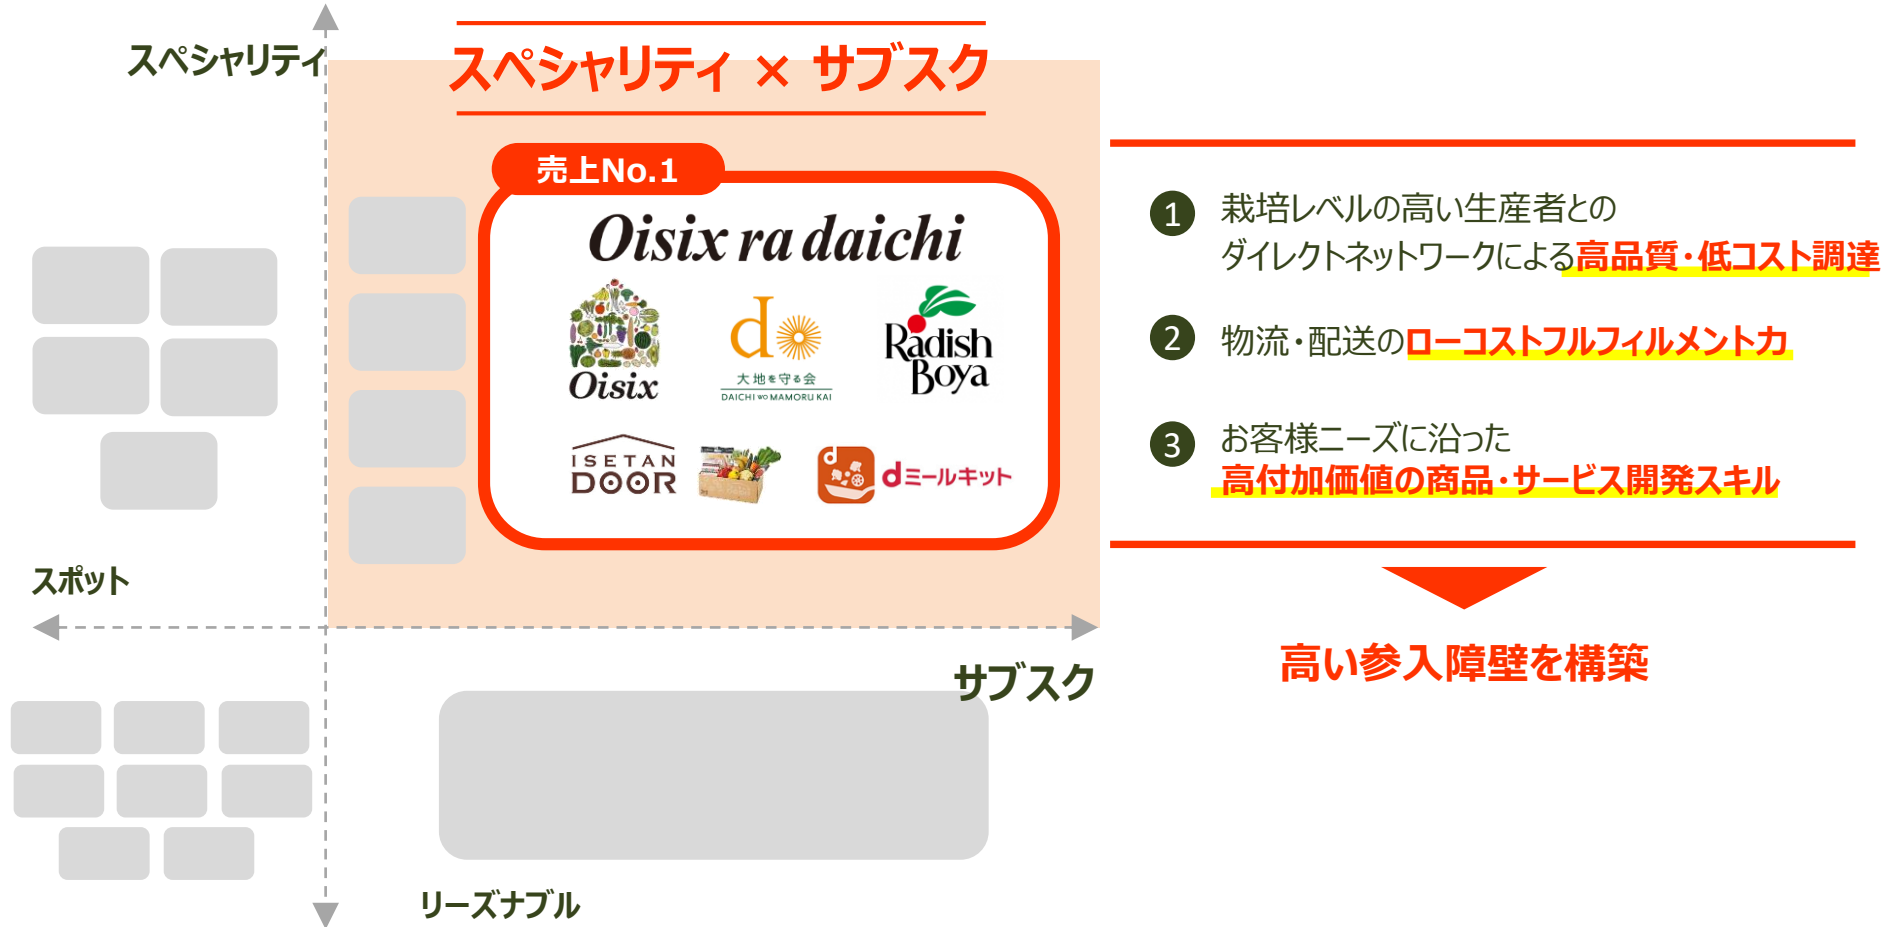 スペシャリティ
スペシャリティ × サブスク
売上No.1
Oisix ra daichi
Oisix
d
大地を守る会
DAICHI WO MAMORU KAI
Radish
Boya
ISETAN
DOOR
d
dミールキット
スポット
サブスク
リーズナブル
1 栽培レベルの高い生産者との
ダイレクトネットワークによる高品質・低コスト調達
2 物流・配送のローコストフルフィルメント力
3 お客様ニーズに沿った
高付加価値の商品・サービス開発スキル
高い参入障壁を構築